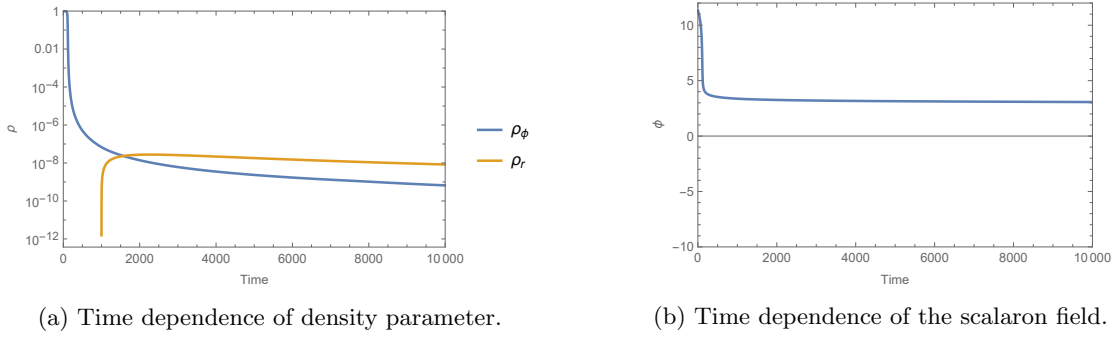 1
0.01
10⁻⁴
10⁻⁶
10⁻⁸
10⁻¹⁰
10⁻¹²
ρ
0 2000 4000 6000 8000 10 000
Time
ρϕ
ρr
(a) Time dependence of density parameter.
10
5
0
-5
-10
ϕ
0 2000 4000 6000 8000 10 000
Time
(b) Time dependence of the scalaron field.